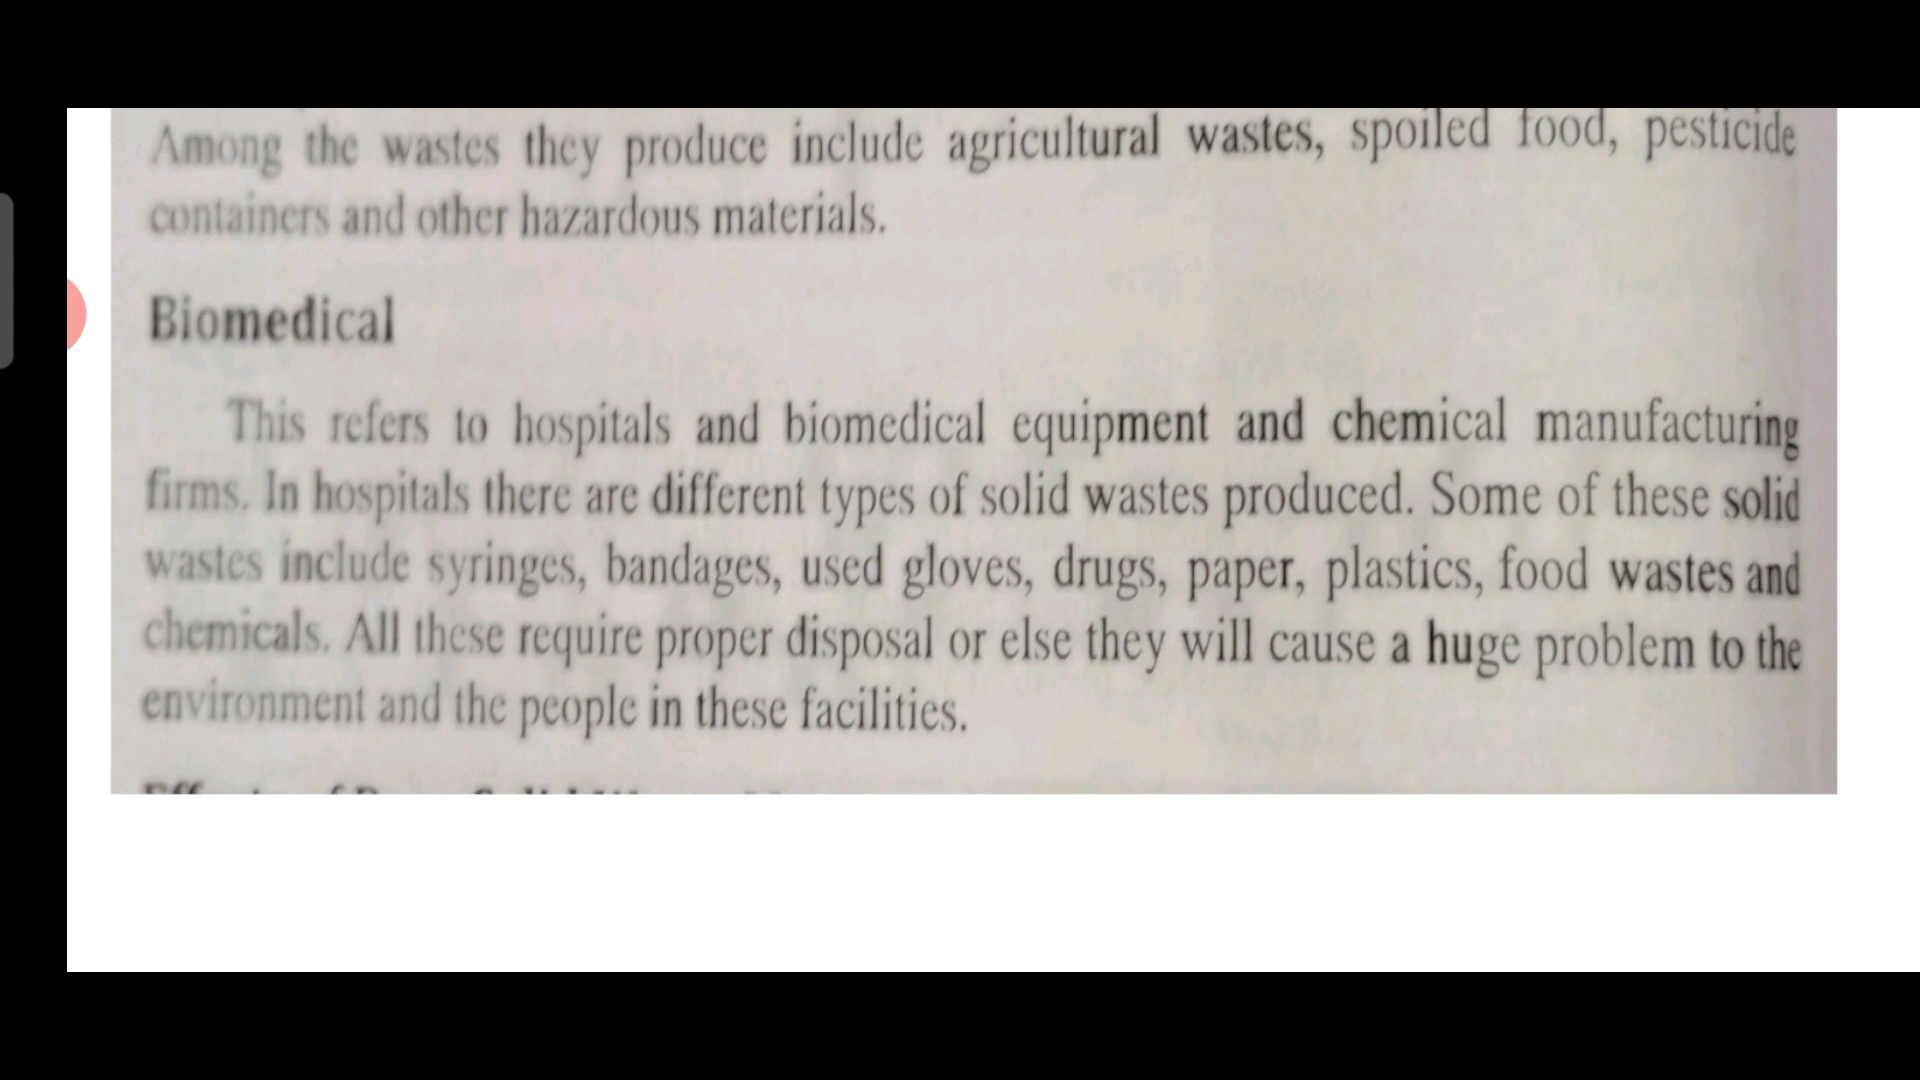 Among the wastes they produce include agricultural wastes, spoiled food, pesticide
containers and other hazardous materials.
Biomedical
This refers to hospitals and biomedical equipment and chemical manufacturing
firms. In hospitals there are different types of solid wastes produced. Some of these solid
wastes include syringes, bandages, used gloves, drugs, paper, plastics, food wastes and
chemicals. All these require proper disposal or else they will cause a huge problem to the
environment and the people in these facilities.